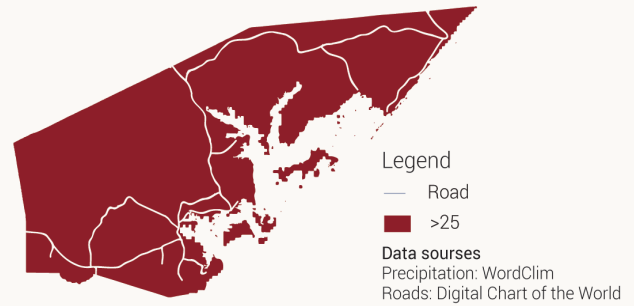 Legend
Road
>25
Data sourses
Precipitation: WordClim
Roads: Digital Chart of the World